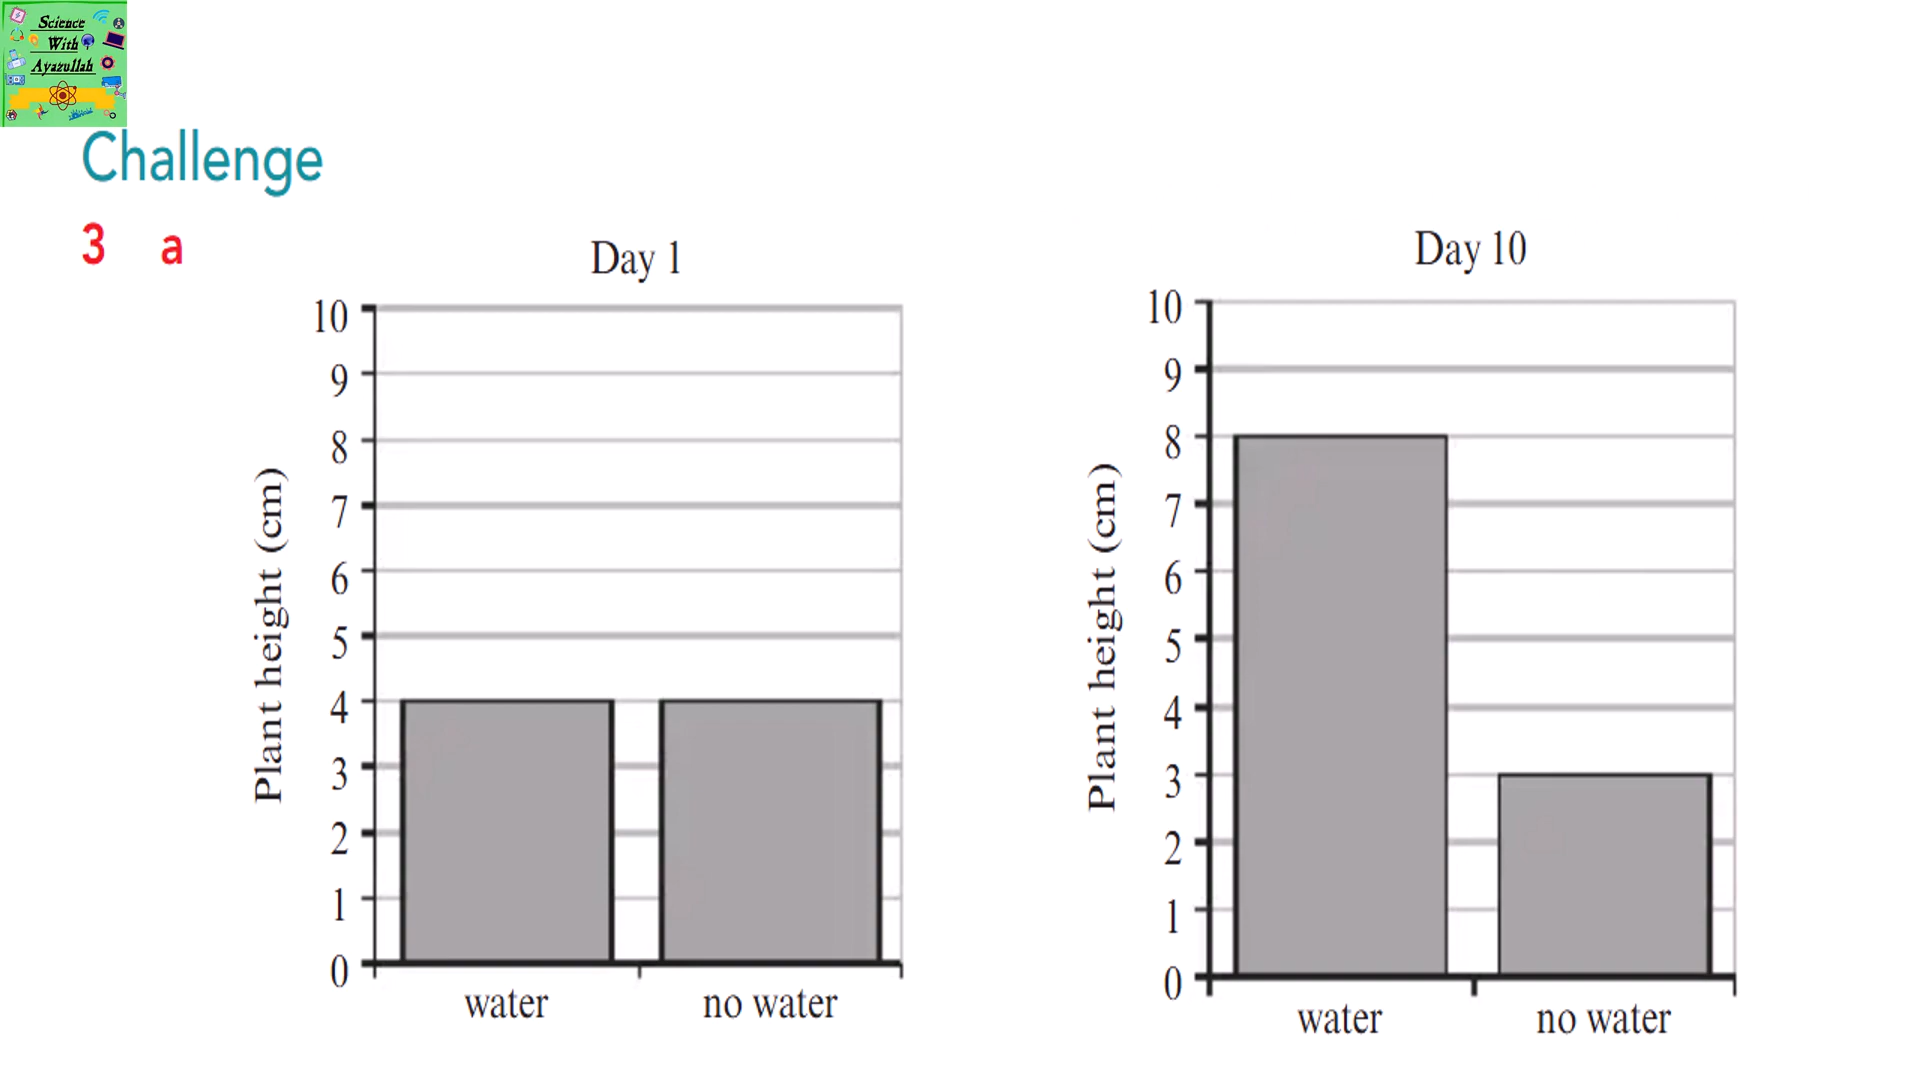 Science
With
Ayazullah
Challenge
3 a
Day 1
10
9
8
7
6
5
4
3
2
1
0
Plant height (cm)
water no water
Day 10
10
9
8
7
6
5
4
3
2
1
0
Plant height (cm)
water no water